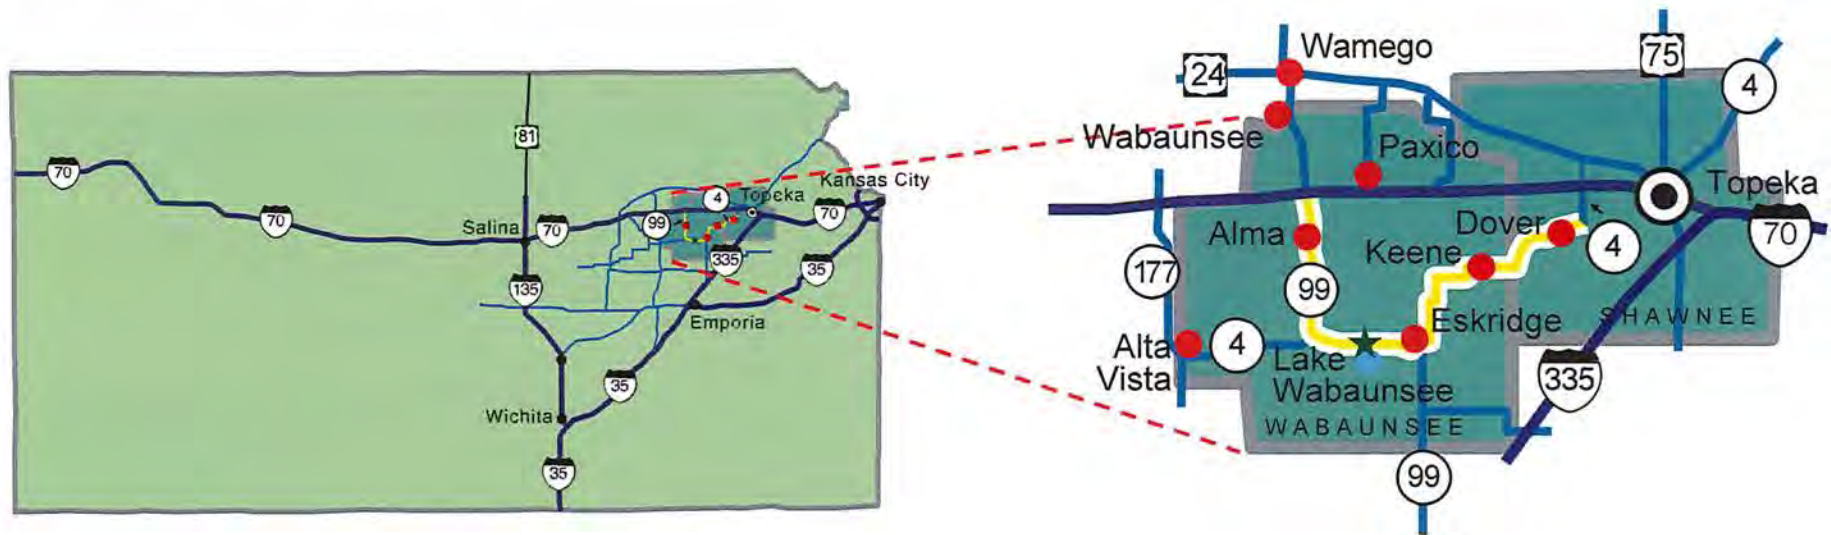 81
70
70
Salina
70
99
4
Topeka
Kansas City
70
335
35
135
Emporia
35
Wichita
35
24
Wamego
75
4
Wabaunsee
Paxico
Topeka
70
Alma
Dover
Keene
4
177
99
Eskridge
SHAWNEE
Alta
Vista
4
Lake
Wabaunsee
335
WABAUNSEE
99